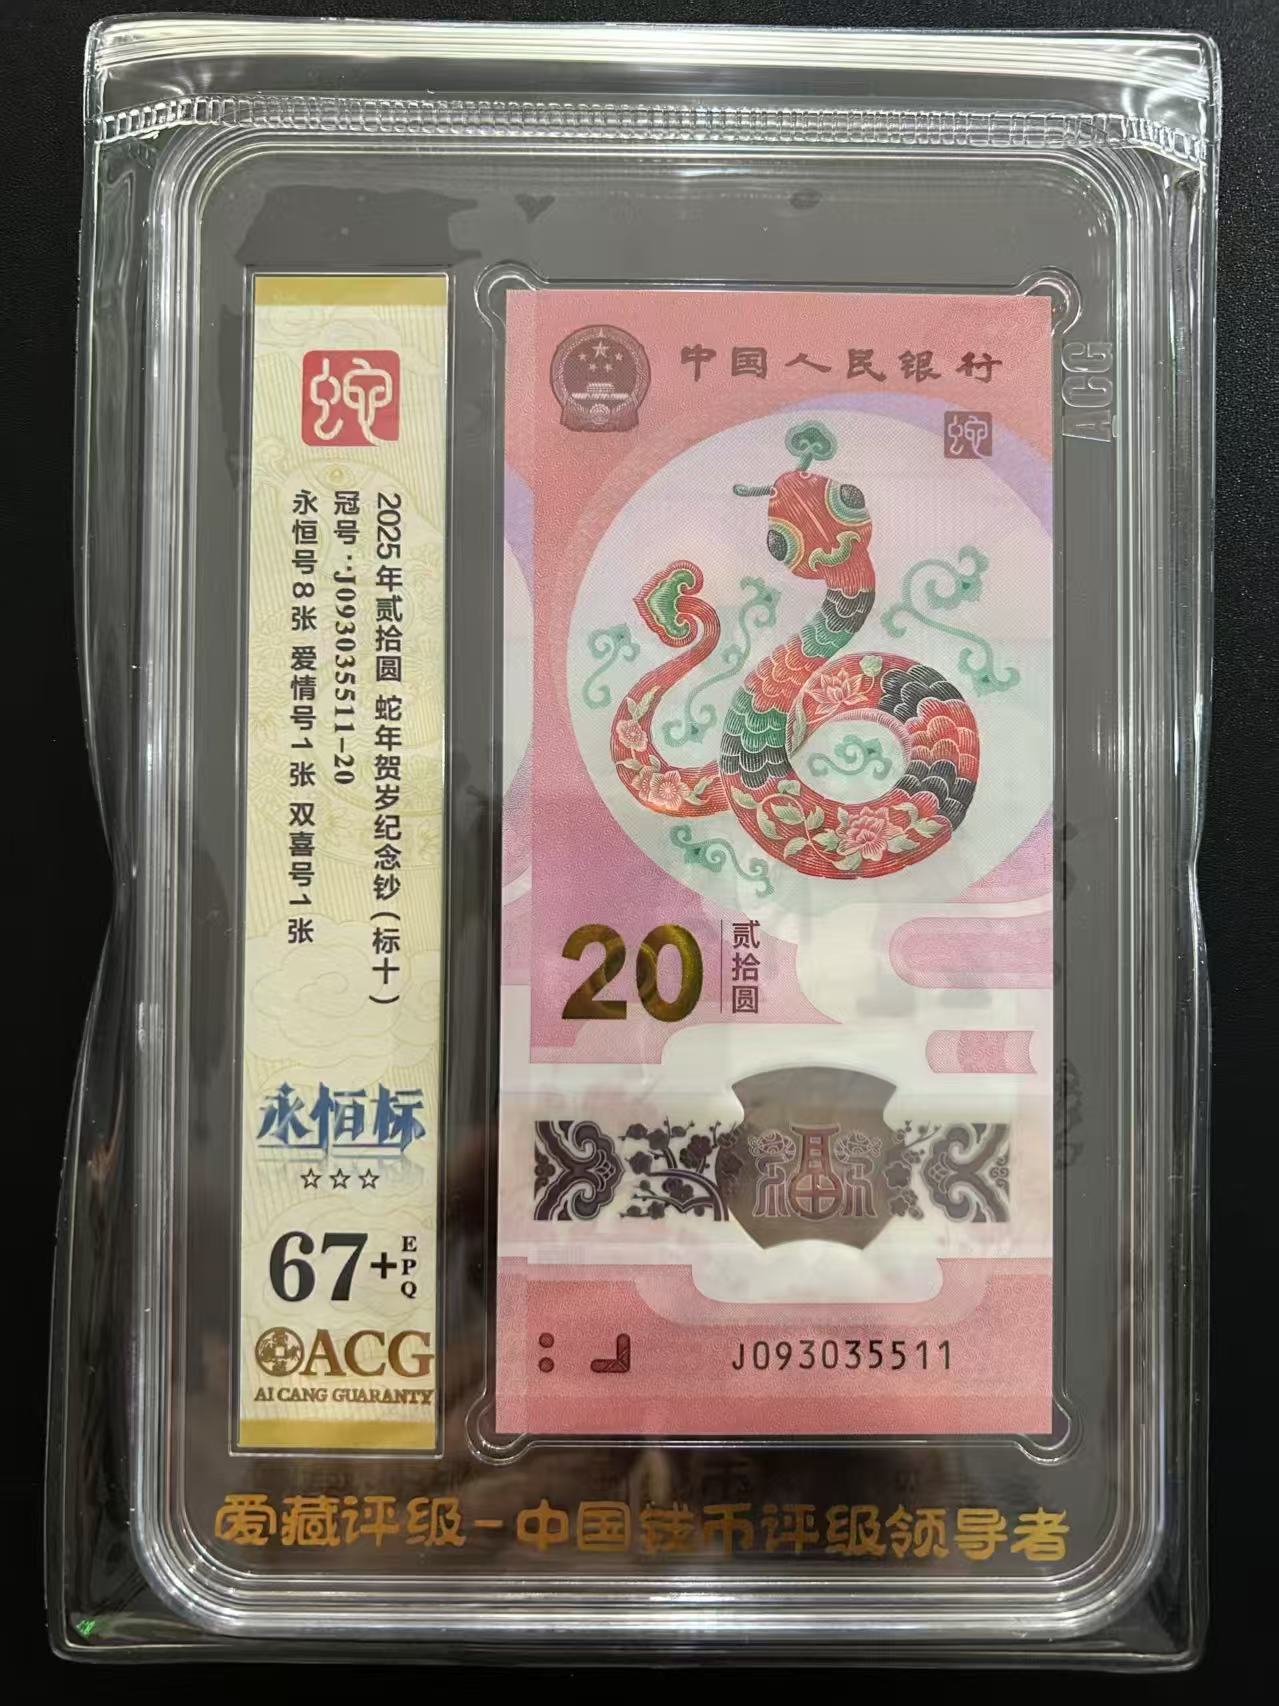 蛇
2025年贰拾圆 蛇年贺岁纪念钞(标十)
冠号:J093035511-20
永恒号8张 爱情号1张 双喜号1张
永恒标
☆☆☆
67+EPQ
ACG
AI CANG GUARANTY
中国人民银行
蛇
20
贰拾圆
福
J093035511
ACG
爱藏评级-中国钱币评级领导者